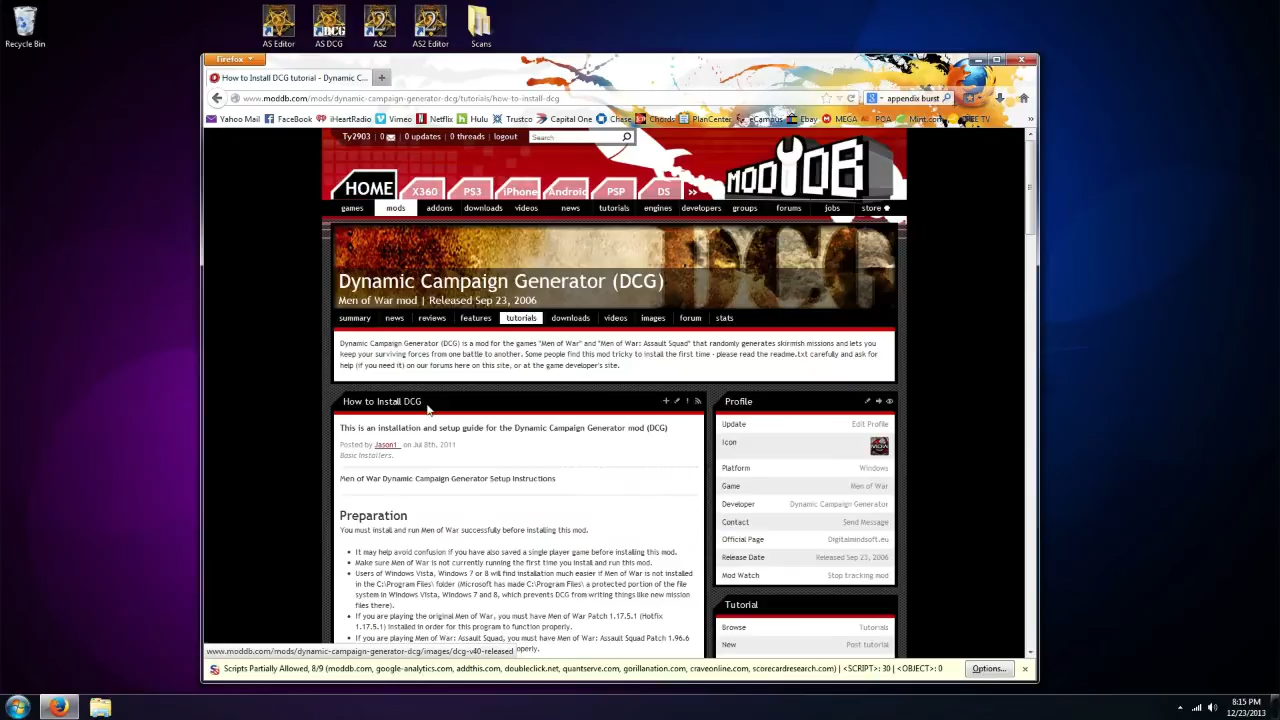 Recycle Bin
AS Editor
AS DCG
AS2
AS2 Editor
Scans
Firefox
How to Install DCG tutorial - Dynamic C...
www.moddb.com/mods/dynamic-campaign-generator-dcg/tutorials/how-to-install-dcg
appendix burst
Yahoo Mail FaceBook iHeartRadio Vimeo Netflix Hulu Trustco Capital One Chase Chords PlanCenter eCampus Ebay MEGA POA Mint.com FREE TV
Ty2903 | 0 | 0 updates | 0 threads | logout
Search
MOD DB
HOME X360 PS3 iPhone Android PSP DS »
games mods addons downloads videos news tutorials engines developers groups forums jobs store
DCG
Dynamic Campaign Generator (DCG)
Men of War mod | Released Sep 23, 2006
summary news reviews features tutorials downloads videos images forum stats
Dynamic Campaign Generator (DCG) is a mod for the games "Men of War" and "Men of War: Assault Squad" that randomly generates skirmish missions and lets you
keep your surviving forces from one battle to another. Some people find this mod tricky to install the first time - please read the readme.txt carefully and ask for
help (if you need it) on our forums here on this site, or at the game developer's site.
How to Install DCG
This is an installation and setup guide for the Dynamic Campaign Generator mod (DCG)
Posted by Jason1_ on Jul 8th, 2011
Basic Installers.
Men of War Dynamic Campaign Generator Setup Instructions
Preparation
You must install and run Men of War successfully before installing this mod.
• It may help avoid confusion if you have also saved a single player game before installing this mod.
• Make sure Men of War is not currently running the first time you install and run this mod.
• Users of Windows Vista, Windows 7 or 8 will find installation much easier if Men of War is not installed
in the C:\Program Files\ folder (Microsoft has made C:\Program Files\ a protected portion of the file
system in Windows Vista, Windows 7 and 8, which prevents DCG from writing things like new mission
files there).
• If you are playing the original Men of War, you must have Men of War Patch 1.17.5.1 (Hotfix
1.17.5.1) installed in order for this program to function properly.
• If you are playing Men of War: Assault Squad, you must have Men of War: Assault Squad Patch 1.96.6
operly.
Profile
Update Edit Profile
Icon
Platform Windows
Game Men of War
Developer Dynamic Campaign Generator
Contact Send Message
Official Page Digitalmindsoft.eu
Release Date Released Sep 23, 2006
Mod Watch Stop tracking mod
Tutorial
Browse Tutorials
New Post tutorial
www.moddb.com/mods/dynamic-campaign-generator-dcg/images/dcg-v40-released
Scripts Partially Allowed, 8/9 (moddb.com, google-analytics.com, addthis.com, doubleclick.net, quantserve.com, gorillanation.com, craveonline.com, scorecardresearch.com) | <SCRIPT>: 30 | <OBJECT>: 0
Options...
8:15 PM
12/23/2013